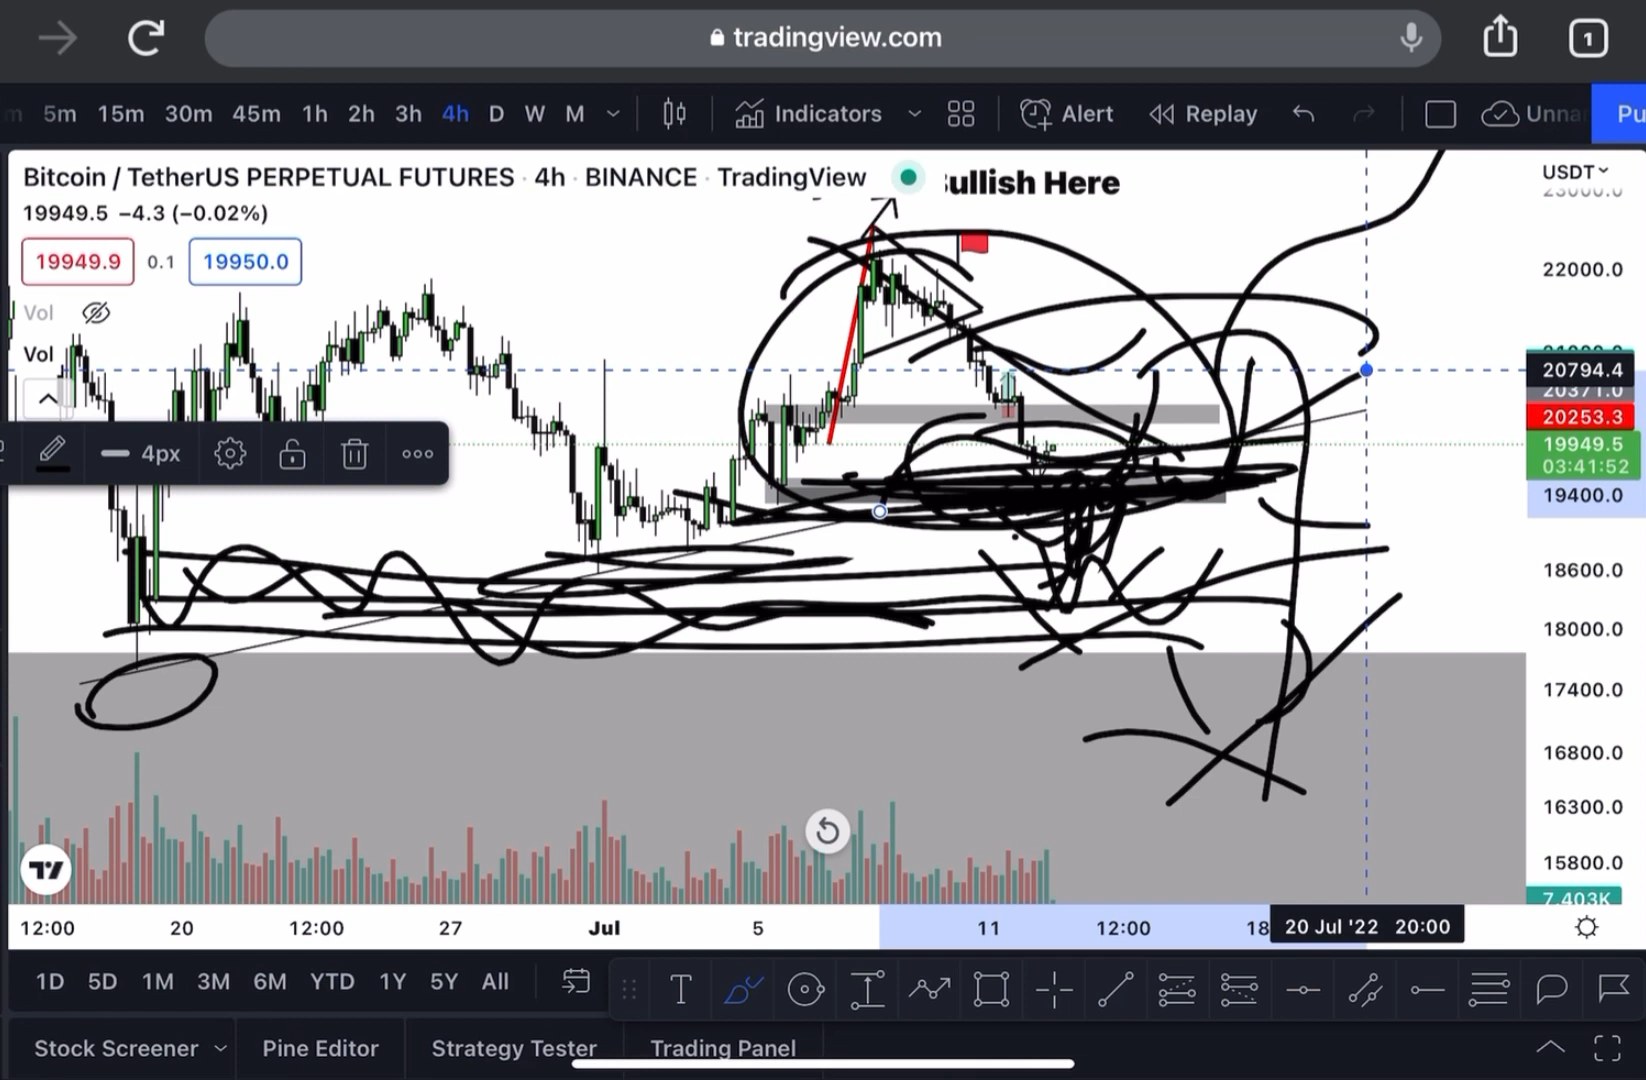 tradingview.com
1
5m 15m 30m 45m 1h 2h 3h 4h D W M Indicators Alert Replay Unna Pu
Bitcoin / TetherUS PERPETUAL FUTURES · 4h · BINANCE · TradingView
ullish Here
USDT
19949.5 −4.3 (−0.02%)
19949.9 0.1 19950.0
Vol
Vol
4px
22000.0
20794.4
20371.0
20253.3
19949.5
03:41:52
19400.0
18600.0
18000.0
17400.0
16800.0
16300.0
15800.0
7.403K
12:00 20 12:00 27 Jul 5 11 12:00 18 20 Jul '22 20:00
1D 5D 1M 3M 6M YTD 1Y 5Y All
Stock Screener Pine Editor Strategy Tester Trading Panel